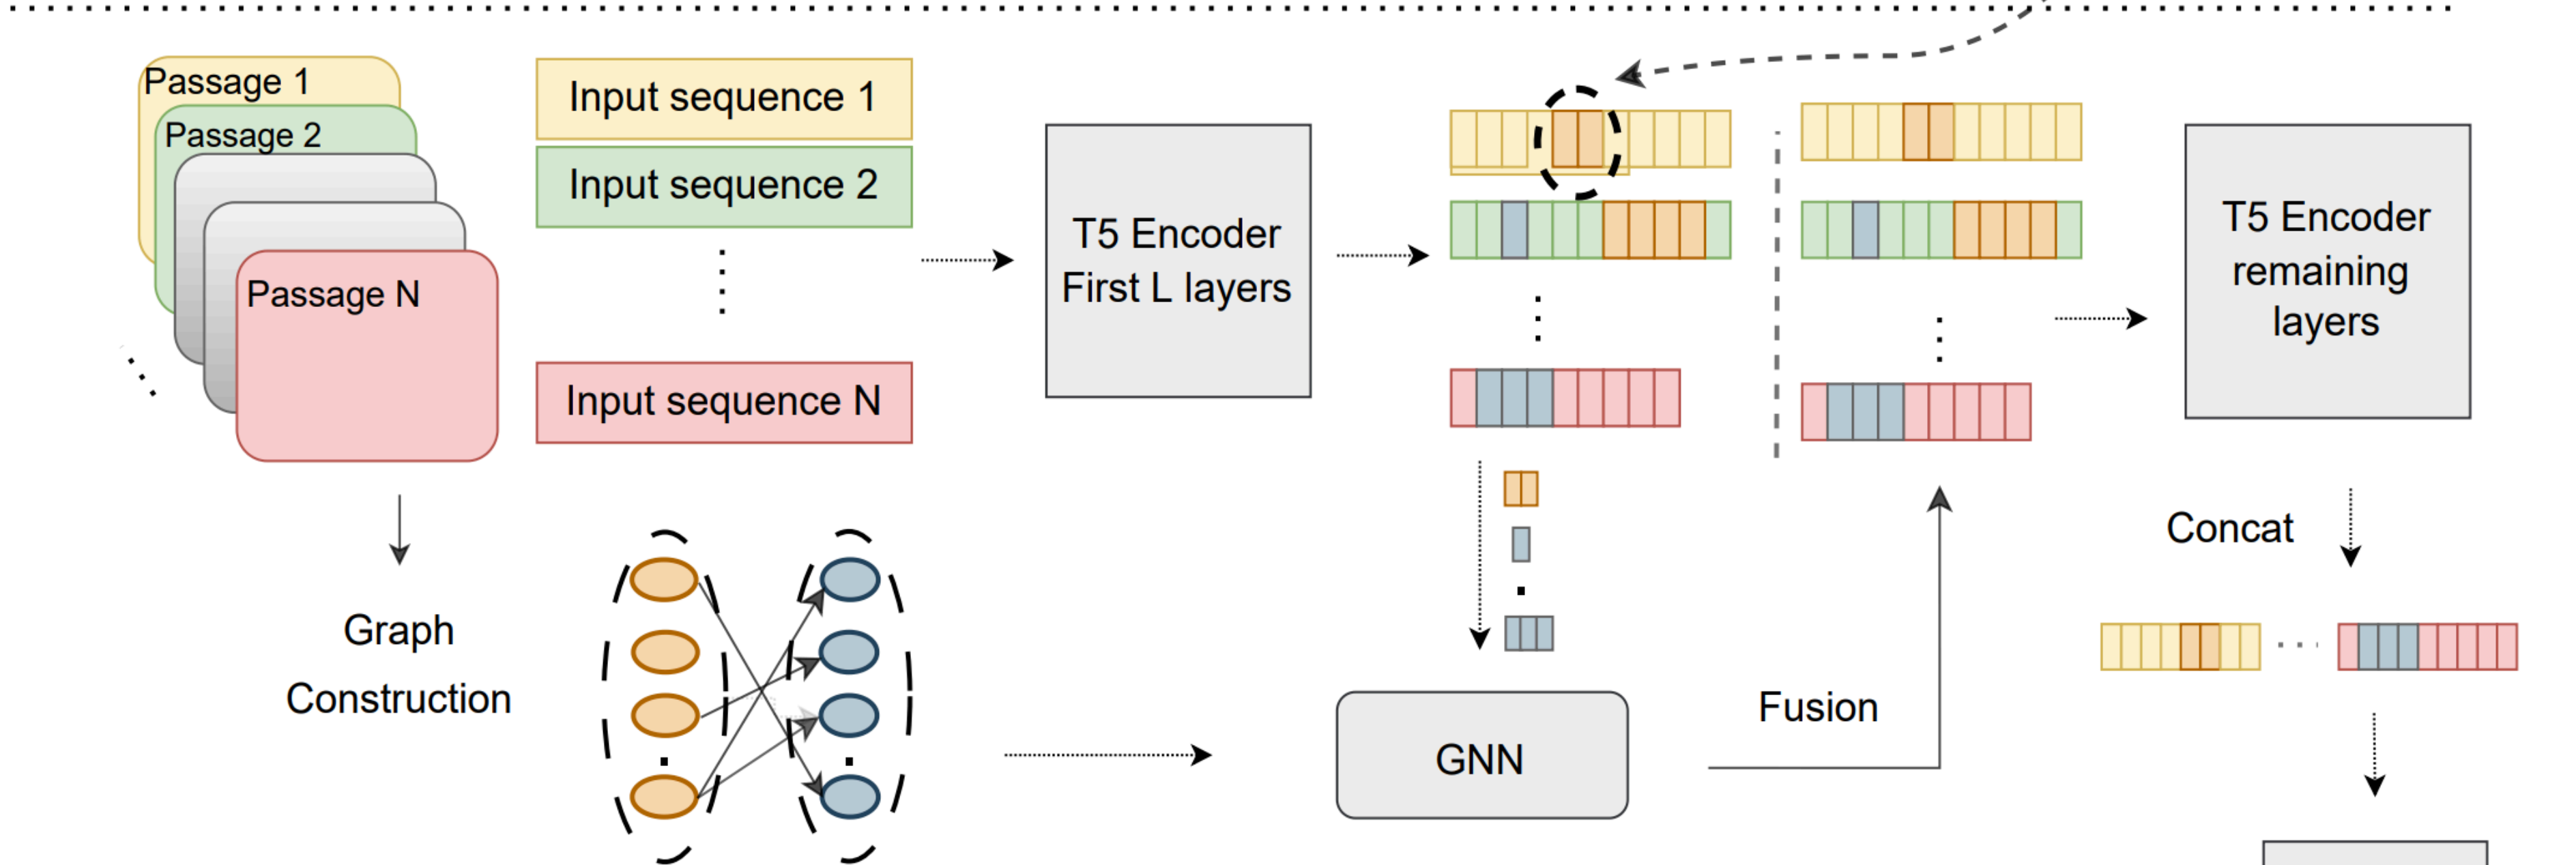 Passage 1
Passage 2
Passage N
Input sequence 1
Input sequence 2
Input sequence N
T5 Encoder
First L layers
T5 Encoder
remaining
layers
Graph
Construction
GNN
Fusion
Concat